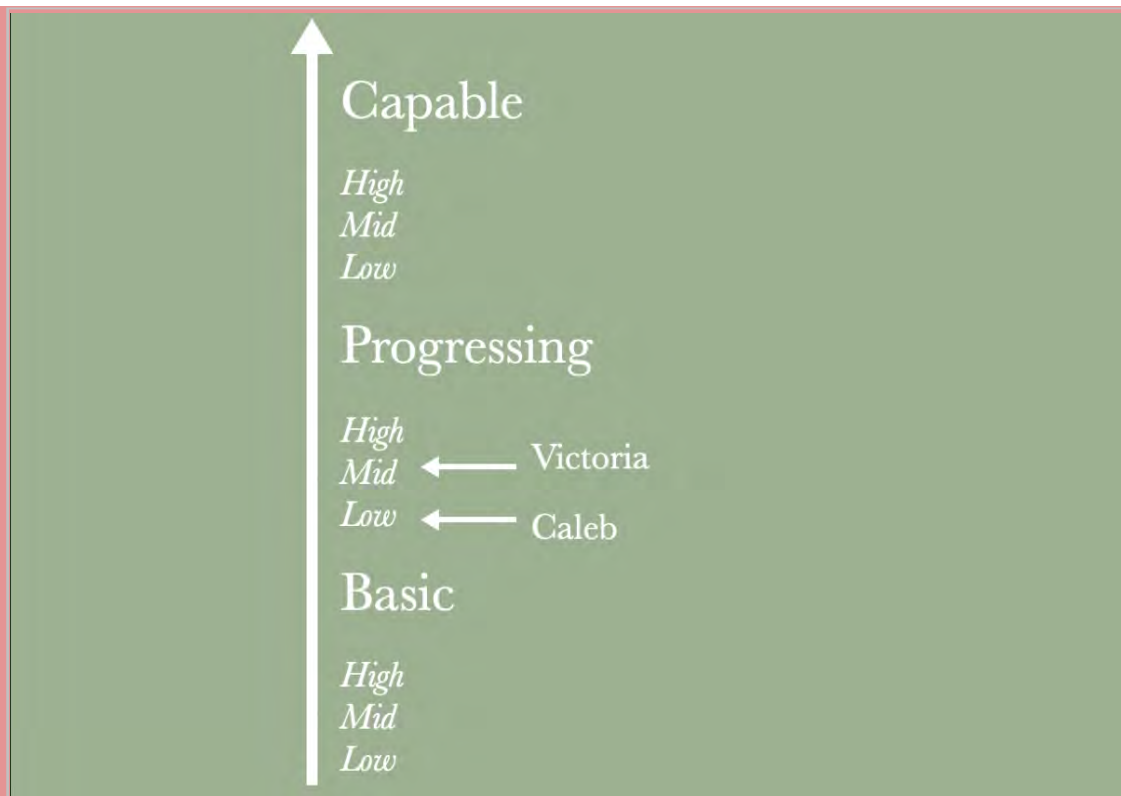 Capable
High
Mid
Low
Progressing
High
Mid
Victoria
Low
Caleb
Basic
High
Mid
Low